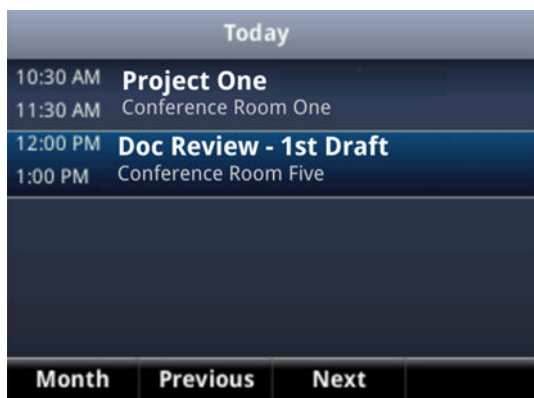 Today
10:30 AM Project One
11:30 AM Conference Room One
12:00 PM Doc Review - 1st Draft
1:00 PM Conference Room Five
Month Previous Next